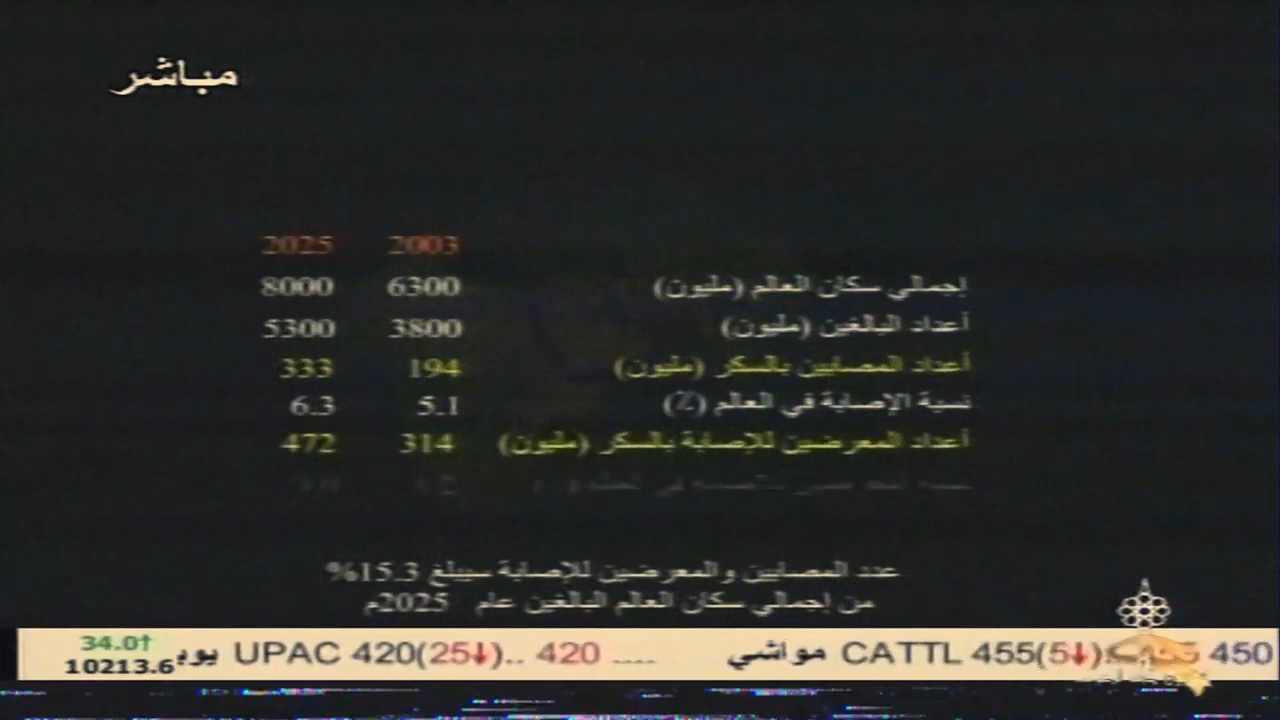 مباشر
2003 2025
إجمالي سكان العالم (مليون) 6300 8000
أعداد البالغين (مليون) 3800 5300
أعداد المصابين بالسكر (مليون) 194 333
نسبة الإصابة في العالم (٪) 5.1 6.3
أعداد المعرضين للإصابة بالسكر (مليون) 314 472
عدد المصابين والمعرضين للإصابة سيبلغ 15.3%
من إجمالي سكان العالم البالغين عام 2025م
34.0↑
10213.6
UPAC 420(25↓).. 420 .... مواشي CATTL 455(5↓) 450